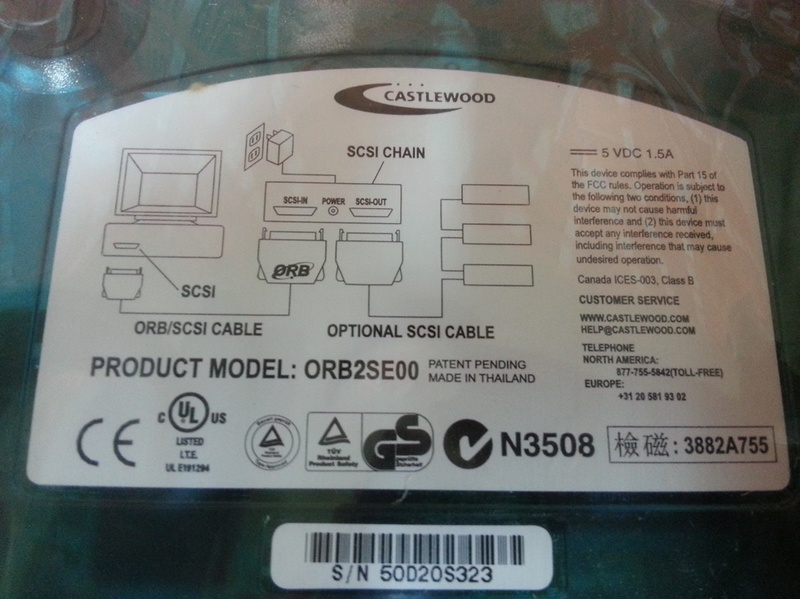 CASTLEWOOD
SCSI CHAIN
SCSI-IN POWER SCSI-OUT
ORB
SCSI
ORB/SCSI CABLE
OPTIONAL SCSI CABLE
5 VDC 1.5A
This device complies with Part 15 of
the FCC rules. Operation is subject to
the following two conditions, (1) this
device may not cause harmful
interference and (2) this device must
accept any interference received,
including interference that may cause
undesired operation.
Canada ICES-003, Class B
CUSTOMER SERVICE
WWW.CASTLEWOOD.COM
HELP@CASTLEWOOD.COM
TELEPHONE
NORTH AMERICA:
877-755-5842(TOLL-FREE)
EUROPE:
+31 20 581 93 02
PRODUCT MODEL: ORB2SE00
PATENT PENDING
MADE IN THAILAND
CE
C UL US
LISTED
I.T.E.
UL E191294
TÜV
Rheinland
Product Safety
GS
geprüfte
Sicherheit
N3508
檢磁: 3882A755
S/N 50D20S323